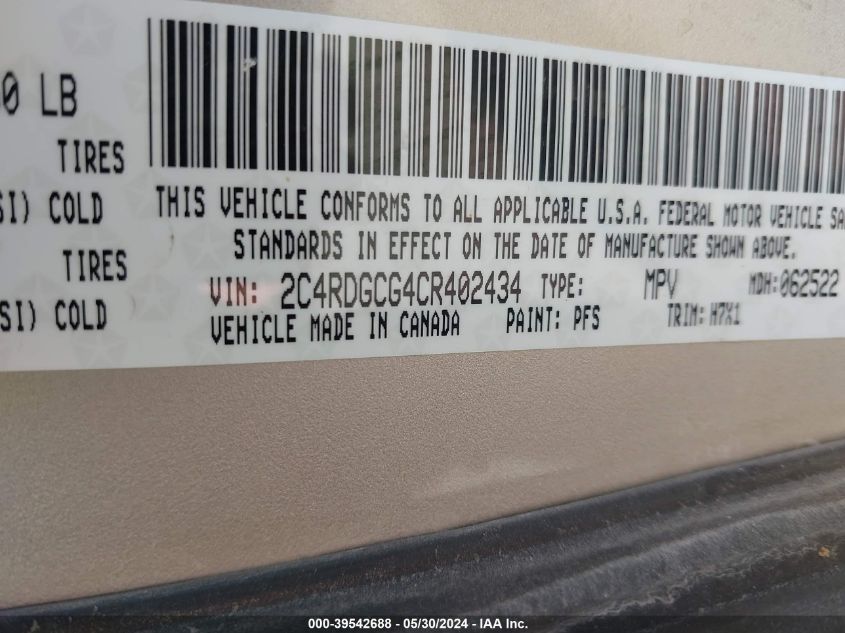 0 LB
TIRES
SI) COLD
TIRES
SI) COLD
THIS VEHICLE CONFORMS TO ALL APPLICABLE U.S.A. FEDERAL MOTOR VEHICLE SA
STANDARDS IN EFFECT ON THE DATE OF MANUFACTURE SHOWN ABOVE.
VIN: 2C4RDGCG4CR402434 TYPE: MPV MDH:062522
VEHICLE MADE IN CANADA PAINT: PFS TRIM: H7X1
000-39542688 - 05/30/2024 - IAA Inc.